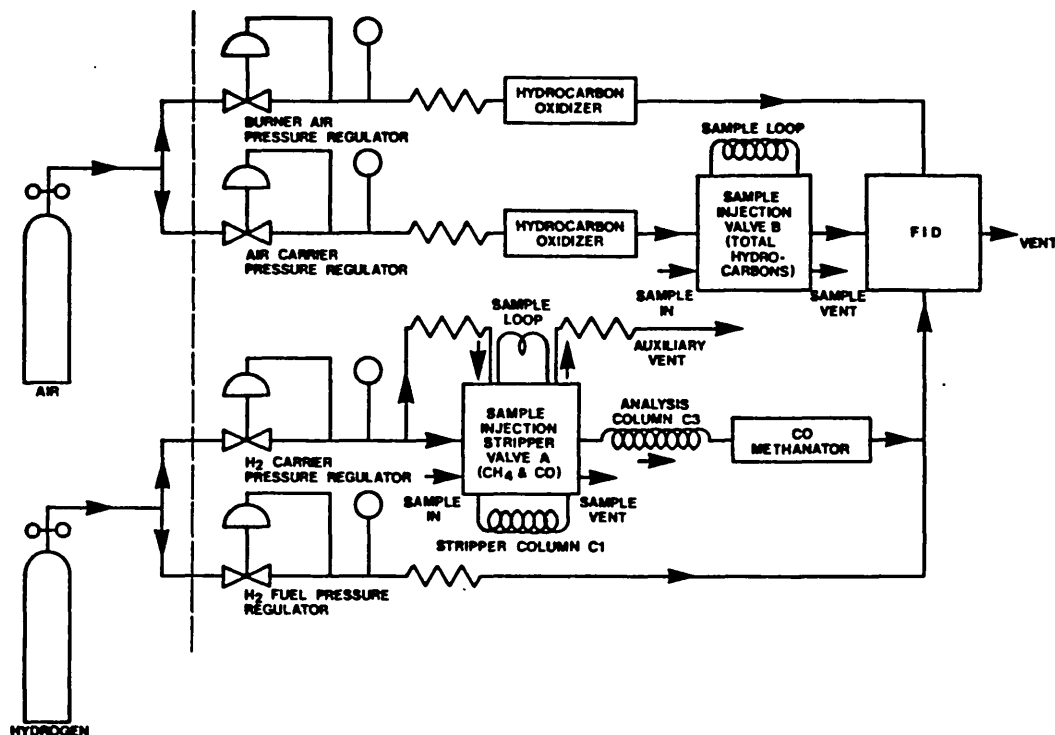 HYDROCARBON
OXIDIZER
BURNER AIR
PRESSURE REGULATOR
SAMPLE LOOP
SAMPLE
INJECTION
VALVE B
(TOTAL
HYDRO-
CARBONS)
FID
VENT
HYDROCARBON
OXIDIZER
AIR CARRIER
PRESSURE REGULATOR
SAMPLE
IN
SAMPLE
VENT
SAMPLE
LOOP
AUXILIARY
VENT
AIR
SAMPLE
INJECTION
STRIPPER
VALVE A
(CH4 & CO)
ANALYSIS
COLUMN C3
CO
METHANATOR
H2 CARRIER
PRESSURE REGULATOR
SAMPLE
IN
SAMPLE
VENT
STRIPPER COLUMN C1
H2 FUEL PRESSURE
REGULATOR
HYDROGEN